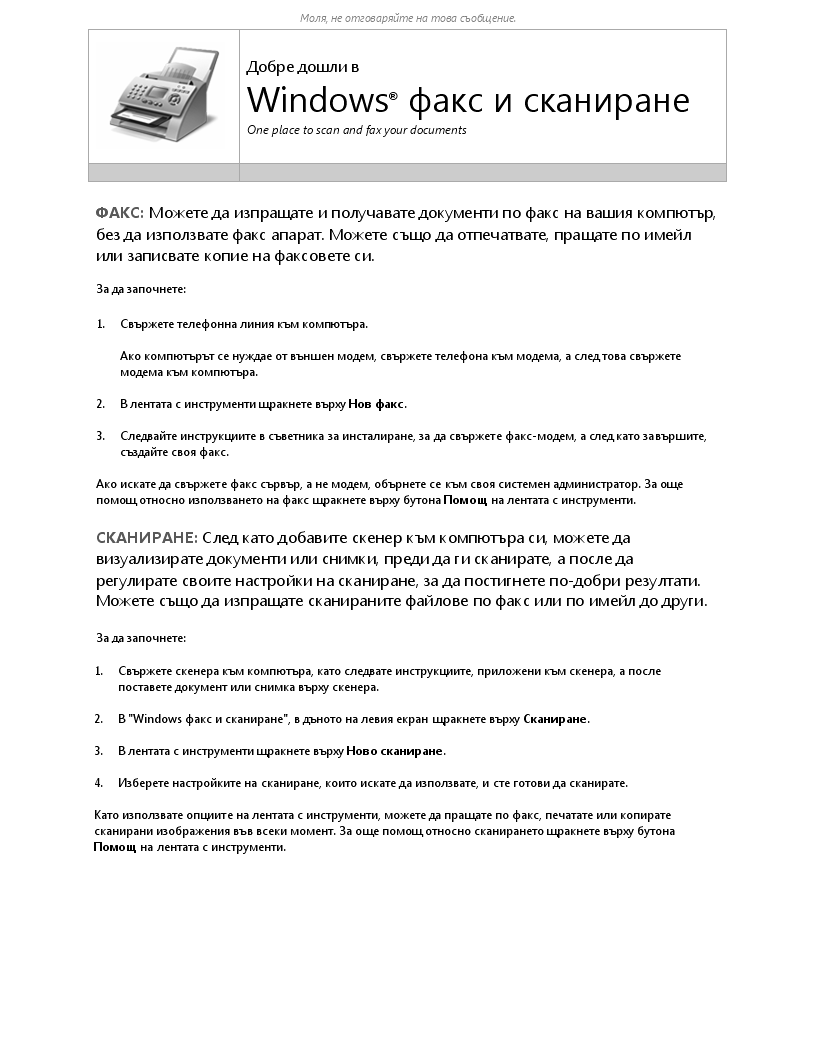 Моля, не отговаряйте на това съобщение.
Добре дошли в
Windows® факс и сканиране
One place to scan and fax your documents
ФАКС: Можете да изпращате и получавате документи по факс на вашия компютър,
без да използвате факс апарат. Можете също да отпечатвате, пращате по имейл
или записвате копие на факсовете си.
За да започнете:
1. Свържете телефонна линия към компютъра.
Ако компютърът се нуждае от външен модем, свържете телефона към модема, а след това свържете
модема към компютъра.
2. В лентата с инструменти щракнете върху Нов факс.
3. Следвайте инструкциите в съветника за инсталиране, за да свържете факс-модем, а след като завършите,
създайте своя факс.
Ако искате да свържете факс сървър, а не модем, обърнете се към своя системен администратор. За още
помощ относно използването на факс щракнете върху бутона Помощ на лентата с инструменти.
СКАНИРАНЕ: След като добавите скенер към компютъра си, можете да
визуализирате документи или снимки, преди да ги сканирате, а после да
регулирате своите настройки на сканиране, за да постигнете по-добри резултати.
Можете също да изпращате сканираните файлове по факс или по имейл до други.
За да започнете:
1. Свържете скенера към компютъра, като следвате инструкциите, приложени към скенера, а после
поставете документ или снимка върху скенера.
2. В "Windows факс и сканиране", в дъното на левия екран щракнете върху Сканиране.
3. В лентата с инструменти щракнете върху Ново сканиране.
4. Изберете настройките на сканиране, които искате да използвате, и сте готови да сканирате.
Като използвате опциите на лентата с инструменти, можете да пращате по факс, печатате или копирате
сканирани изображения във всеки момент. За още помощ относно сканирането щракнете върху бутона
Помощ на лентата с инструменти.